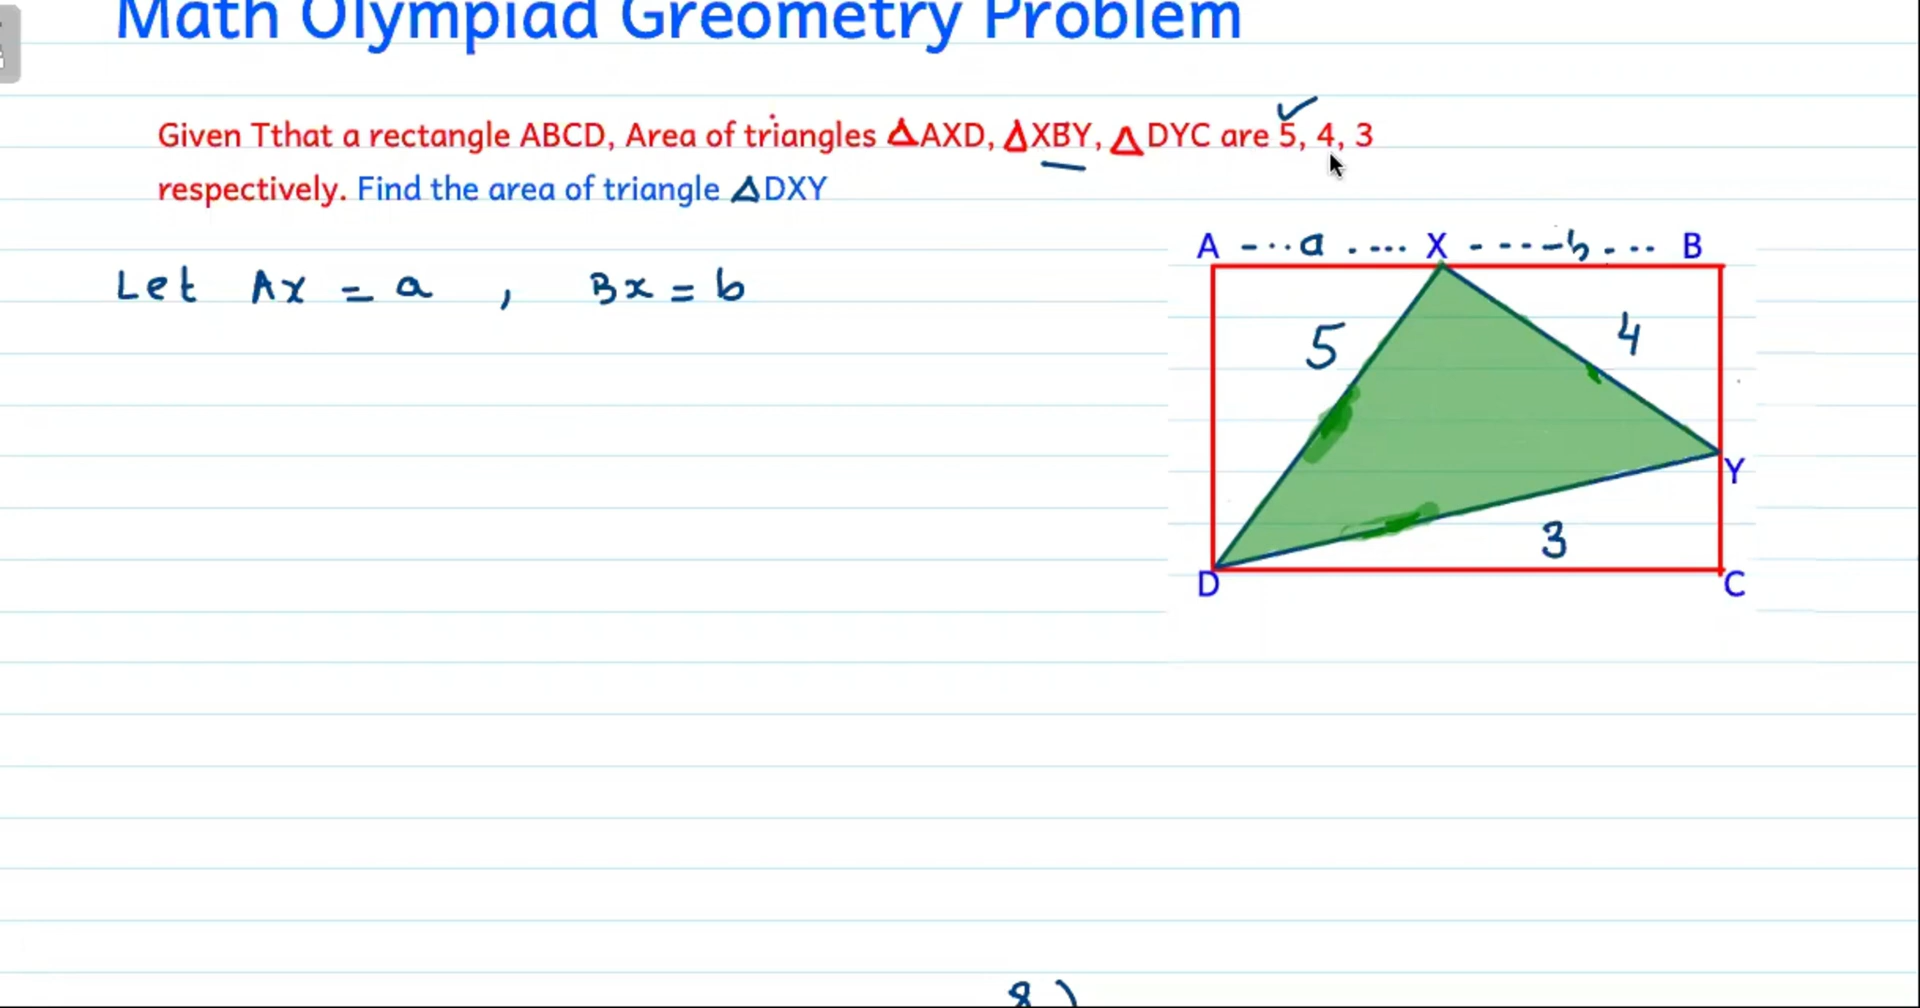 Math Olympiad Greometry Problem
Given Tthat a rectangle ABCD, Area of triangles ΔAXD, ΔXBY, ΔDYC are 5, 4, 3
respectively. Find the area of triangle ΔDXY
A - ·· a . ---- X - - - - - b - - - B
Let Ax = a , Bx = b
5 4
Y
3
D C
8 )